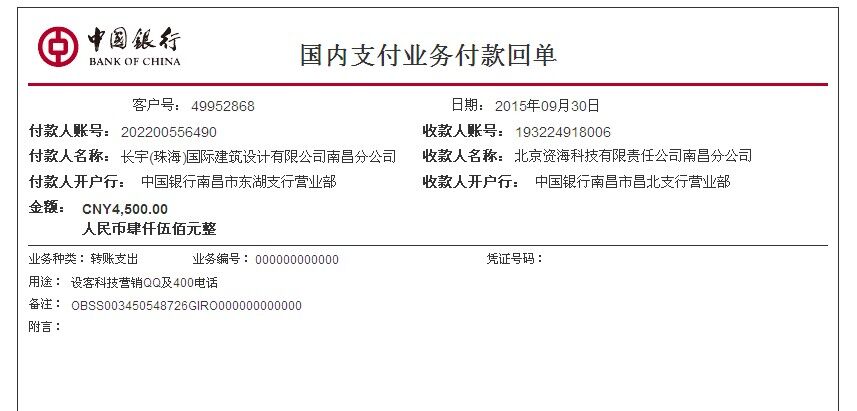 中国银行
BANK OF CHINA
国内支付业务付款回单
客户号：49952868 日期：2015年09月30日
付款人账号：202200556490 收款人账号：193224918006
付款人名称：长宇(珠海)国际建筑设计有限公司南昌分公司 收款人名称：北京资海科技有限责任公司南昌分公司
付款人开户行：中国银行南昌市东湖支行营业部 收款人开户行：中国银行南昌市昌北支行营业部
金额：CNY4,500.00
人民币肆仟伍佰元整
业务种类：转账支出 业务编号：000000000000 凭证号码：
用途：设客科技营销QQ及400电话
备注：OBSS003450548726GIRO000000000000
附言：